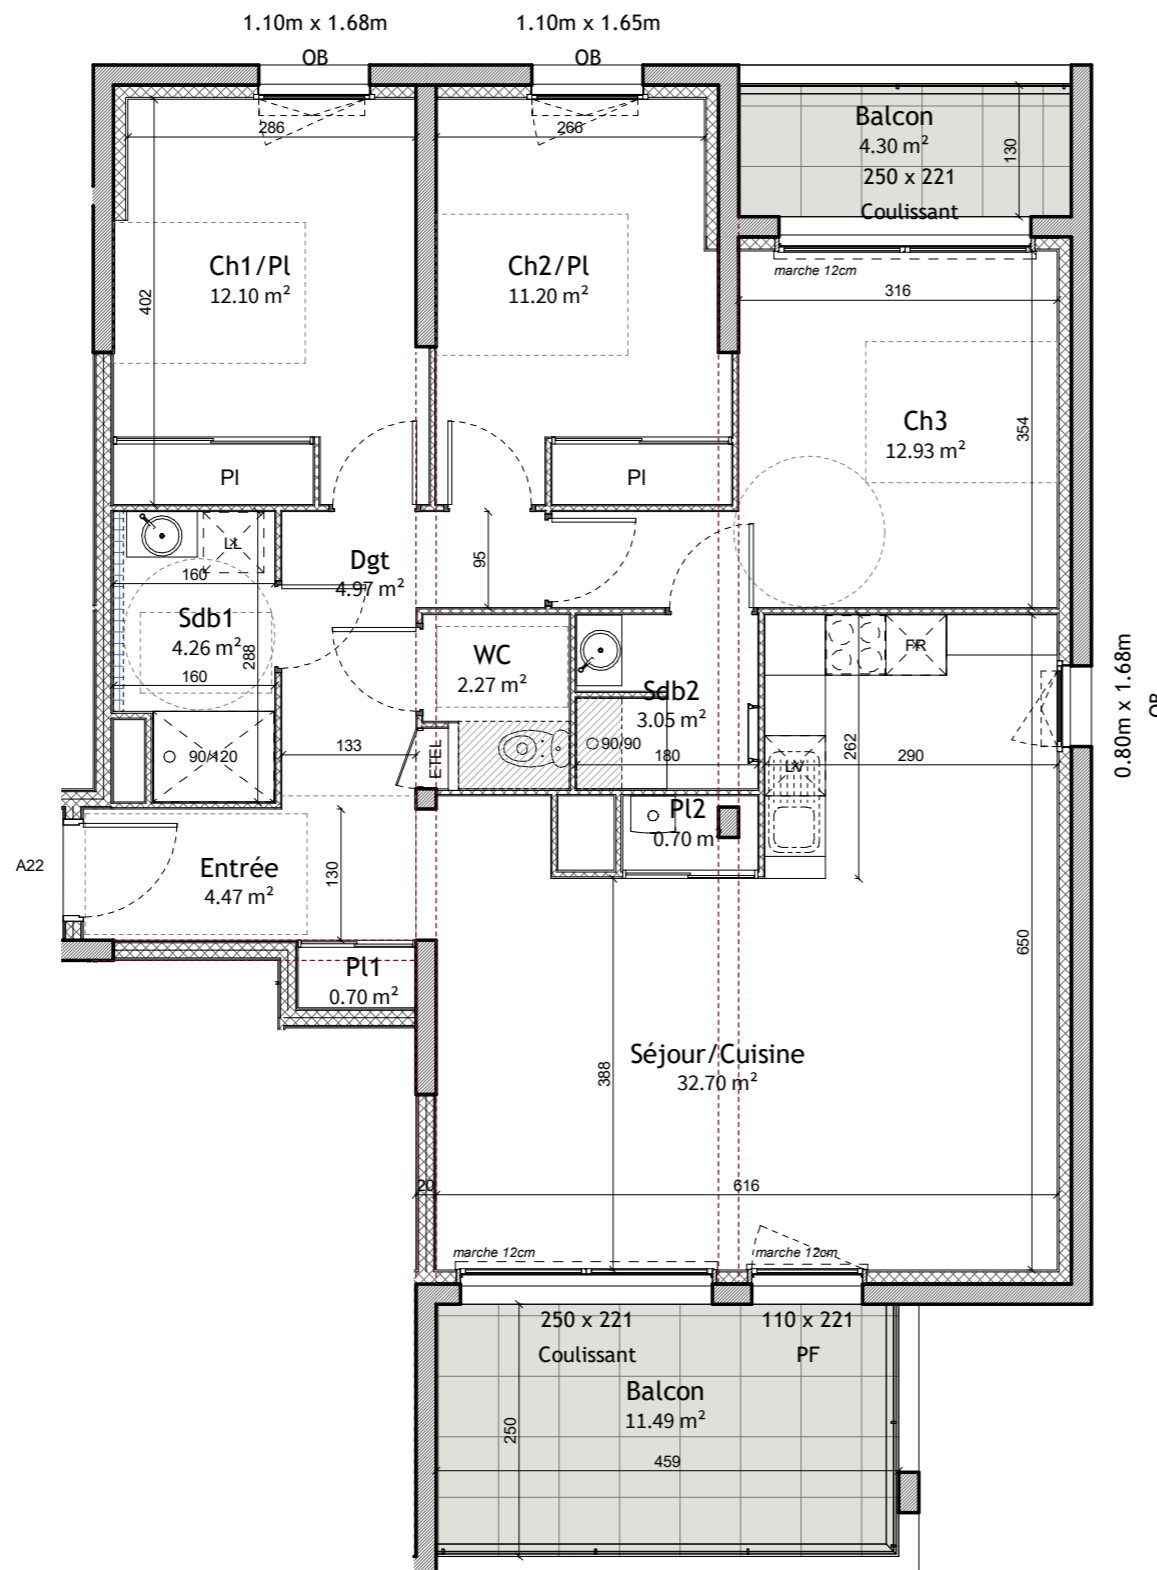 1.10m x 1.68m
OB
1.10m x 1.65m
OB
Balcon
4.30 m²
250 x 221
Coulissant
130
marche 12cm
286
266
316
402
Ch1/Pl
12.10 m²
Ch2/Pl
11.20 m²
Ch3
12.93 m²
354
Pl
Pl
LL
160
Sdb1
4.26 m²
288
160
90/120
Dgt
4.97 m²
95
133
WC
2.27 m²
ETEL
Sdb2
3.05 m²
90/90
180
FR
LV
262
290
0.80m x 1.68m
OB
Pl2
0.70 m²
A22
Entrée
4.47 m²
130
Pl1
0.70 m²
650
388
Séjour/Cuisine
32.70 m²
20
616
marche 12cm
marche 12cm
250 x 221
Coulissant
110 x 221
PF
Balcon
11.49 m²
250
459